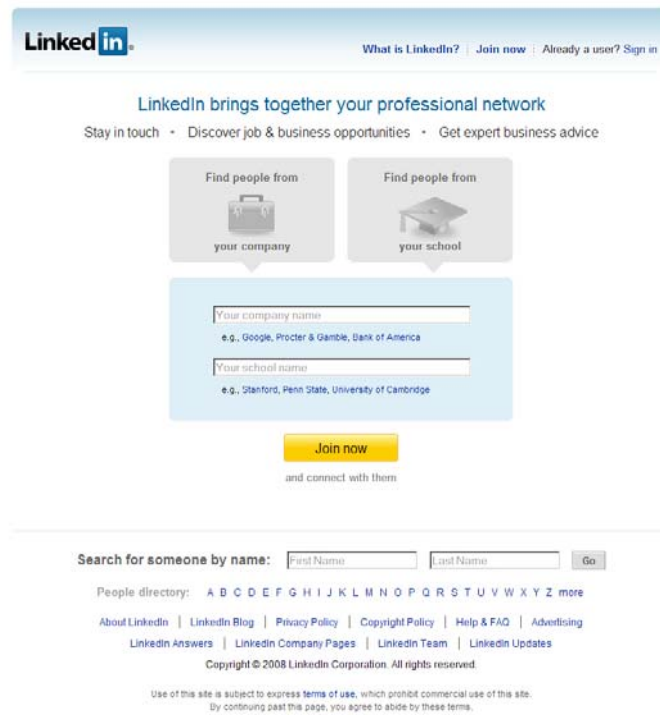 Linked in®
What is LinkedIn? | Join now | Already a user? Sign in
LinkedIn brings together your professional network
Stay in touch • Discover job & business opportunities • Get expert business advice
Find people from
your company
Find people from
your school
Your company name
e.g., Google, Procter & Gamble, Bank of America
Your school name
e.g., Stanford, Penn State, University of Cambridge
Join now
and connect with them
Search for someone by name: First Name Last Name Go
People directory: A B C D E F G H I J K L M N O P Q R S T U V W X Y Z more
About LinkedIn | LinkedIn Blog | Privacy Policy | Copyright Policy | Help & FAQ | Advertising
LinkedIn Answers | LinkedIn Company Pages | LinkedIn Team | LinkedIn Updates
Copyright © 2008 LinkedIn Corporation. All rights reserved.
Use of this site is subject to express terms of use, which prohibit commercial use of this site.
By continuing past this page, you agree to abide by these terms.